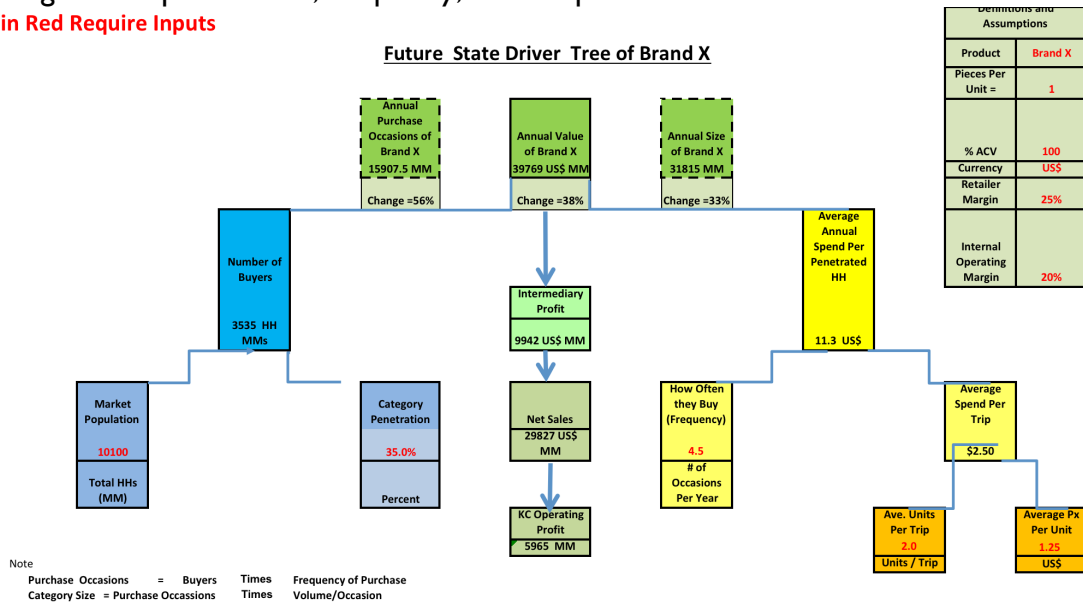 in Red Require Inputs
Future State Driver Tree of Brand X
Definitions and
Assumptions
Product Brand X
Pieces Per
Unit = 1
% ACV 100
Currency US$
Retailer
Margin 25%
Internal
Operating
Margin 20%
Annual
Purchase
Occasions of
Brand X
15907.5 MM
Change =56%
Annual Value
of Brand X
39769 US$ MM
Change =38%
Annual Size
of Brand X
31815 MM
Change =33%
Number of
Buyers
3535 HH
MMs
Average
Annual
Spend Per
Penetrated
HH
11.3 US$
Intermediary
Profit
9942 US$ MM
Market
Population
10100
Total HHs
(MM)
Category
Penetration
35.0%
Percent
Net Sales
29827 US$
MM
How Often
they Buy
(Frequency)
4.5
# of
Occasions
Per Year
Average
Spend Per
Trip
$2.50
KC Operating
Profit
5965 MM
Ave. Units
Per Trip
2.0
Units / Trip
Average Px
Per Unit
1.25
US$
Note
Purchase Occasions = Buyers Times Frequency of Purchase
Category Size = Purchase Occassions Times Volume/Occasion